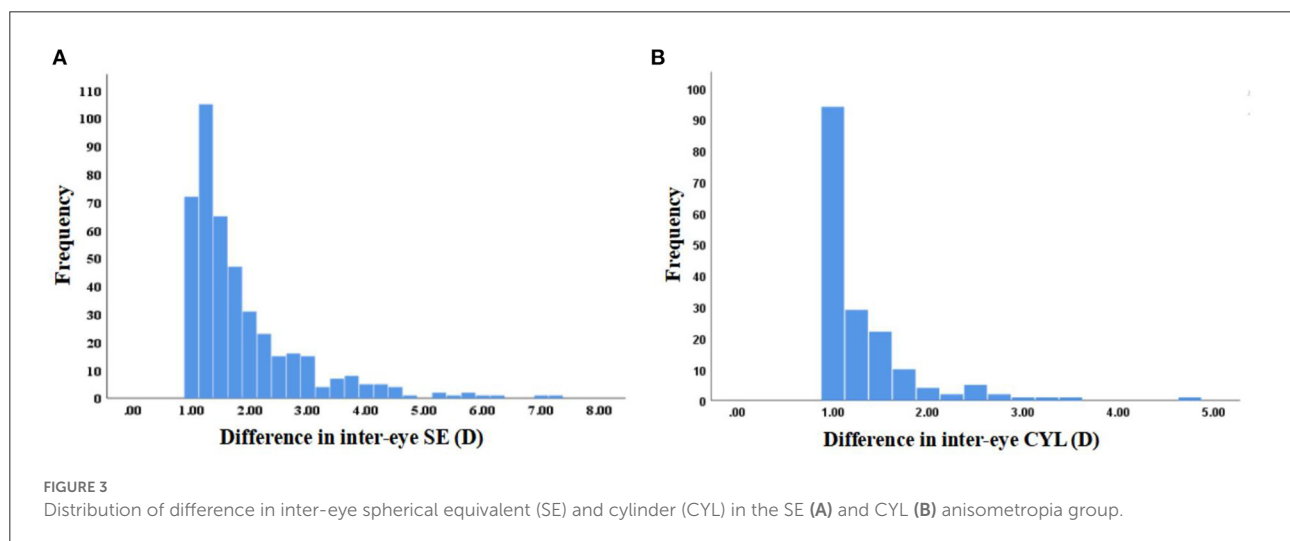 A
110
100
90
80
70
60
50
40
30
20
10
0
Frequency
.00 1.00 2.00 3.00 4.00 5.00 6.00 7.00 8.00
Difference in inter-eye SE (D)
B
100
90
80
70
60
50
40
30
20
10
0
Frequency
.00 1.00 2.00 3.00 4.00 5.00
Difference in inter-eye CYL (D)
FIGURE 3
Distribution of difference in inter-eye spherical equivalent (SE) and cylinder (CYL) in the SE (A) and CYL (B) anisometropia group.